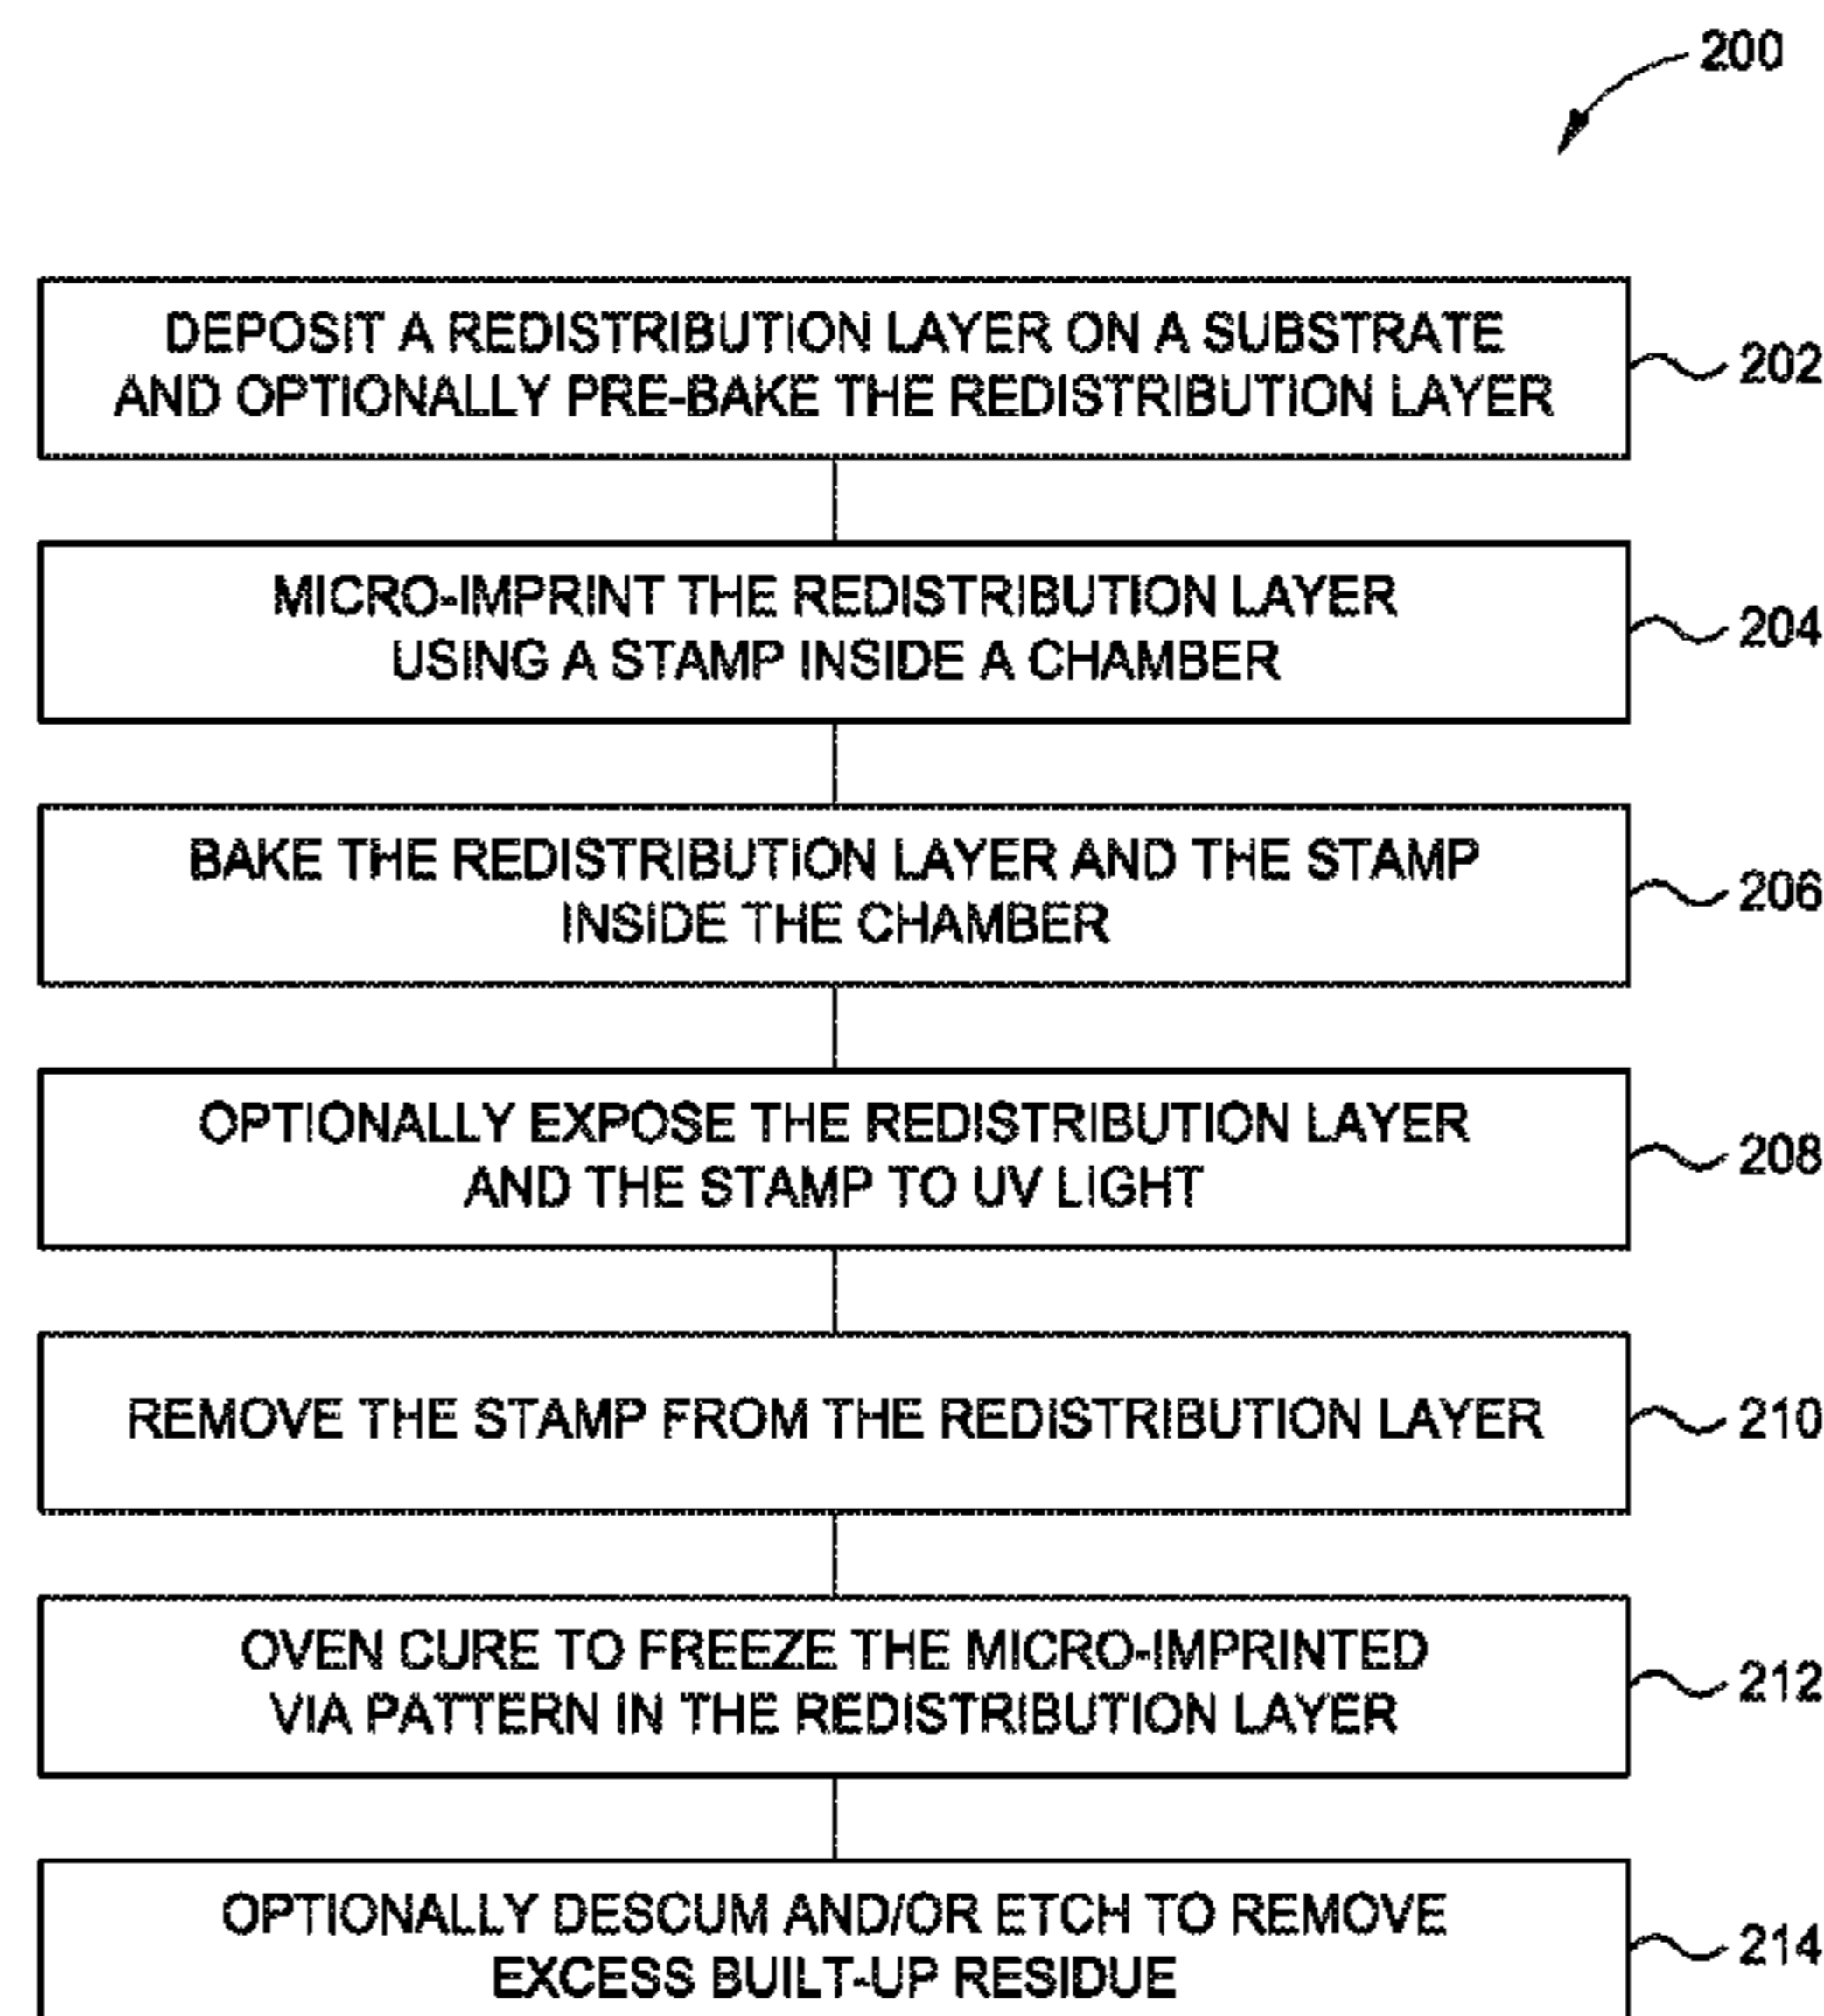 200
DEPOSIT A REDISTRIBUTION LAYER ON A SUBSTRATE
AND OPTIONALLY PRE-BAKE THE REDISTRIBUTION LAYER
202
MICRO-IMPRINT THE REDISTRIBUTION LAYER
USING A STAMP INSIDE A CHAMBER
204
BAKE THE REDISTRIBUTION LAYER AND THE STAMP
INSIDE THE CHAMBER
206
OPTIONALLY EXPOSE THE REDISTRIBUTION LAYER
AND THE STAMP TO UV LIGHT
208
REMOVE THE STAMP FROM THE REDISTRIBUTION LAYER
210
OVEN CURE TO FREEZE THE MICRO-IMPRINTED
VIA PATTERN IN THE REDISTRIBUTION LAYER
212
OPTIONALLY DESCUM AND/OR ETCH TO REMOVE
EXCESS BUILT-UP RESIDUE
214